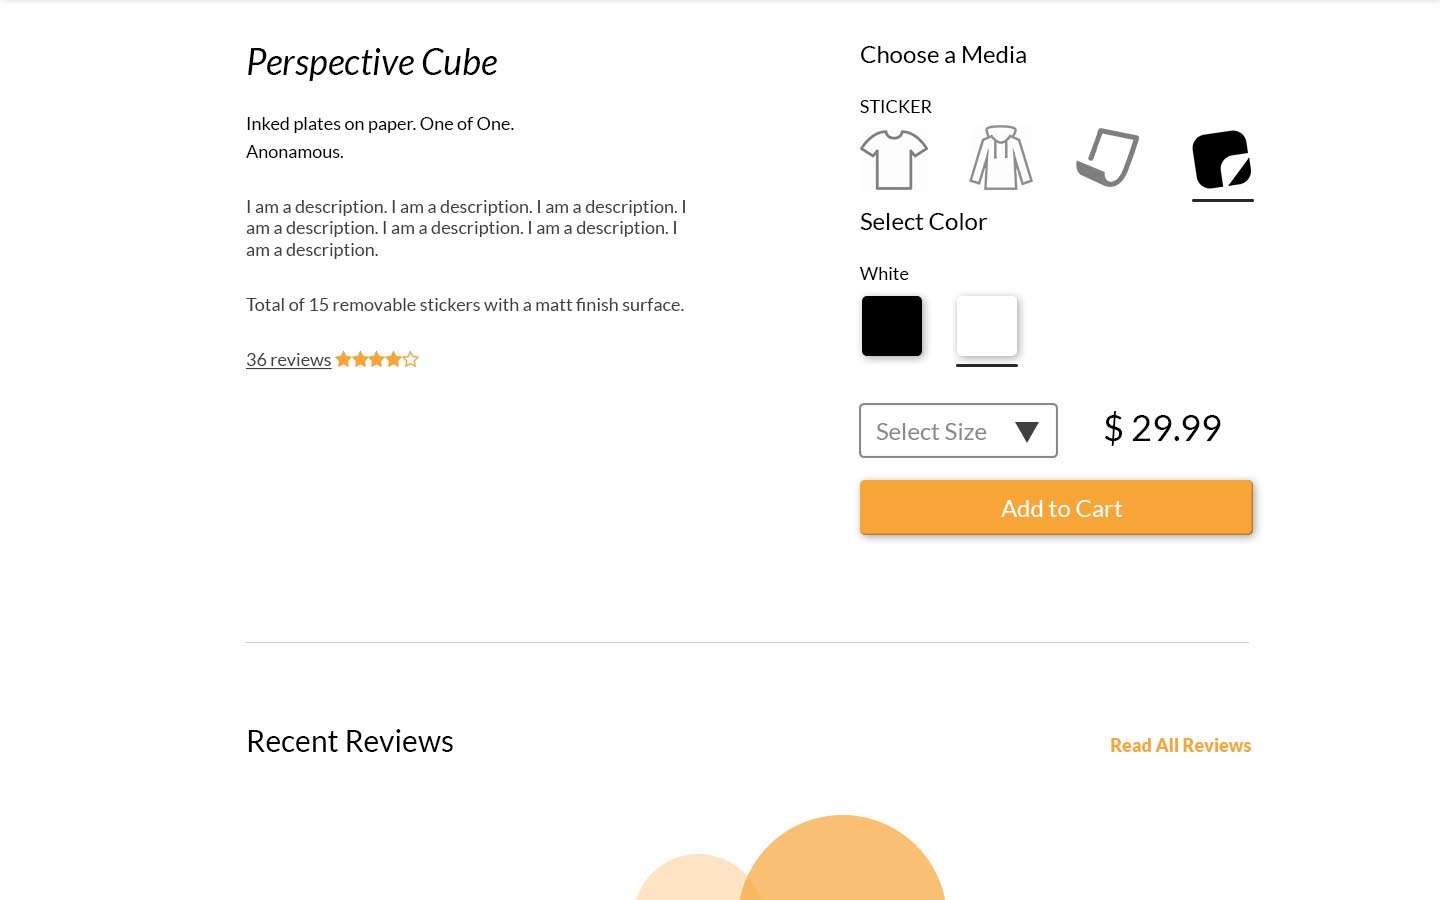 Perspective Cube
Inked plates on paper. One of One.
Anonamous.
I am a description. I am a description. I am a description. I
am a description. I am a description. I am a description. I
am a description.
Total of 15 removable stickers with a matt finish surface.
36 reviews
Choose a Media
STICKER
Select Color
White
Select Size
$ 29.99
Add to Cart
Recent Reviews
Read All Reviews